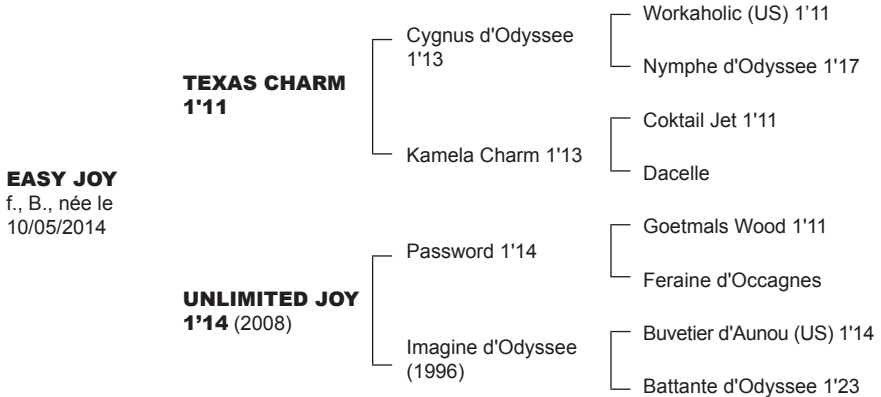 EASY JOY
f., B., née le
10/05/2014
TEXAS CHARM
1'11
UNLIMITED JOY
1’14 (2008)
Cygnus d'Odyssee
1'13
Kamela Charm 1'13
Password 1'14
Imagine d'Odyssee
(1996)
Workaholic (US) 1’11
Nymphe d'Odyssee 1'17
Coktail Jet 1'11
Dacelle
Goetmals Wood 1'11
Feraine d'Occagnes
Buvetier d'Aunou (US) 1'14
Battante d'Odyssee 1'23